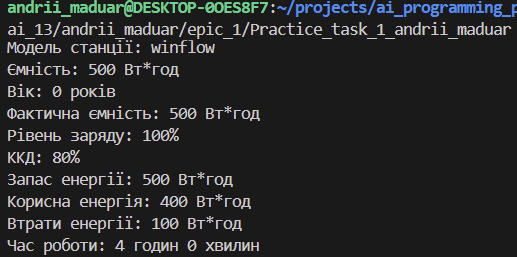 andrii_maduar@DESKTOP-0OES8F7:~/projects/ai_programming_p
ai_13/andrii_maduar/epic_1/Practice_task_1_andrii_maduar
Модель станції: winflow
Ємність: 500 Вт*год
Вік: 0 років
Фактична ємність: 500 Вт*год
Рівень заряду: 100%
ККД: 80%
Запас енергії: 500 Вт*год
Корисна енергія: 400 Вт*год
Втрати енергії: 100 Вт*год
Час роботи: 4 годин 0 хвилин